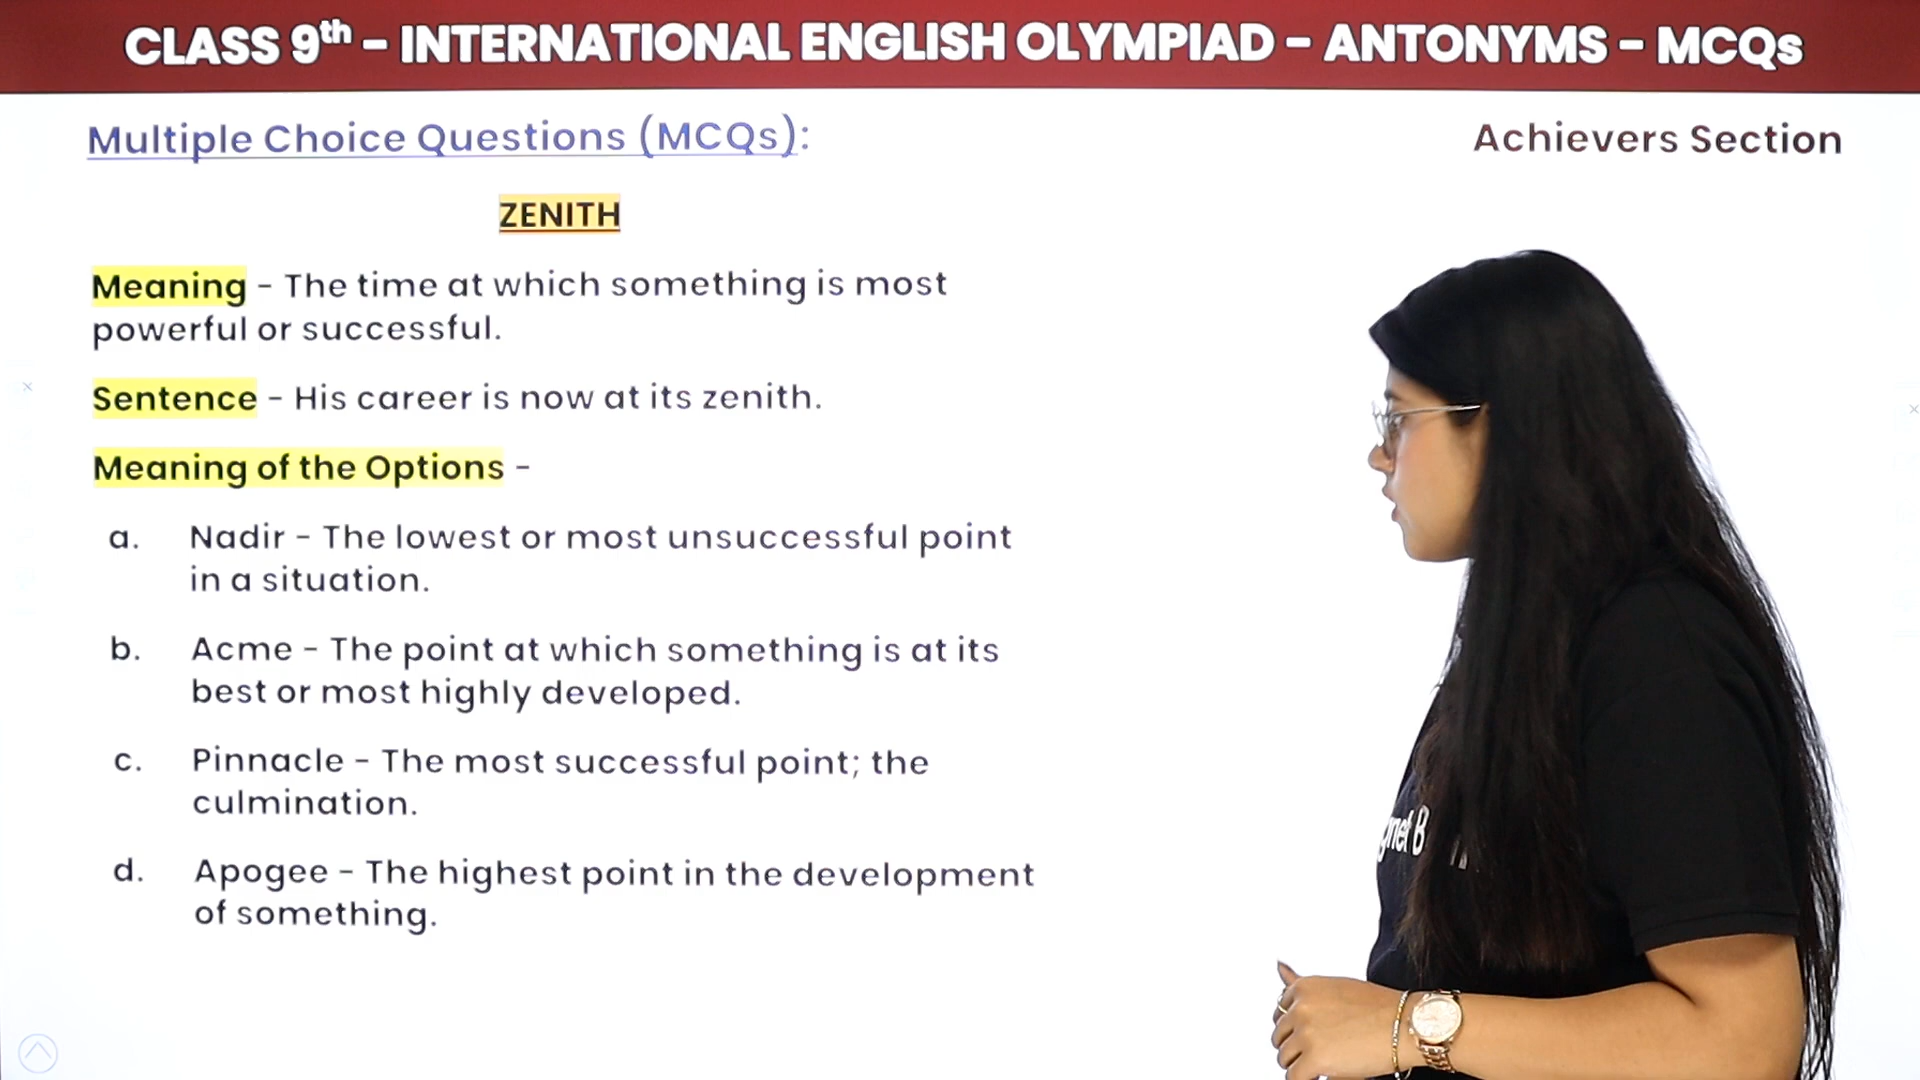 CLASS 9th - INTERNATIONAL ENGLISH OLYMPIAD - ANTONYMS - MCQs
Multiple Choice Questions (MCQs):
Achievers Section
ZENITH
Meaning - The time at which something is most
powerful or successful.
Sentence - His career is now at its zenith.
Meaning of the Options -
a. Nadir - The lowest or most unsuccessful point
in a situation.
b. Acme - The point at which something is at its
best or most highly developed.
c. Pinnacle - The most successful point; the
culmination.
d. Apogee - The highest point in the development
of something.